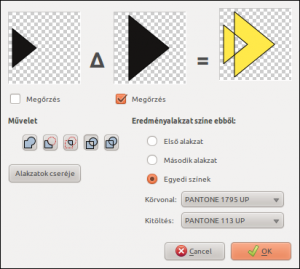 Δ =
Megőrzés Megőrzés
Művelet Eredményalakzat színe ebből:
Első alakzat
Második alakzat
Egyedi színek
Alakzatok cseréje
Körvonal: PANTONE 1795 UP
Kitöltés: PANTONE 113 UP
Cancel OK